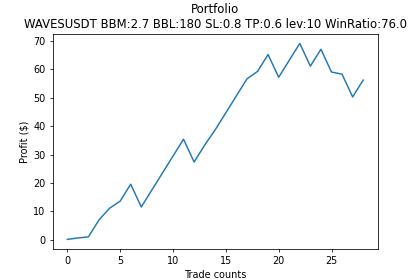 Portfolio
WAVESUSDT BBM:2.7 BBL:180 SL:0.8 TP:0.6 lev:10 WinRatio:76.0
70
60
50
40
30
20
10
0
Profit ($)
0 5 10 15 20 25
Trade counts